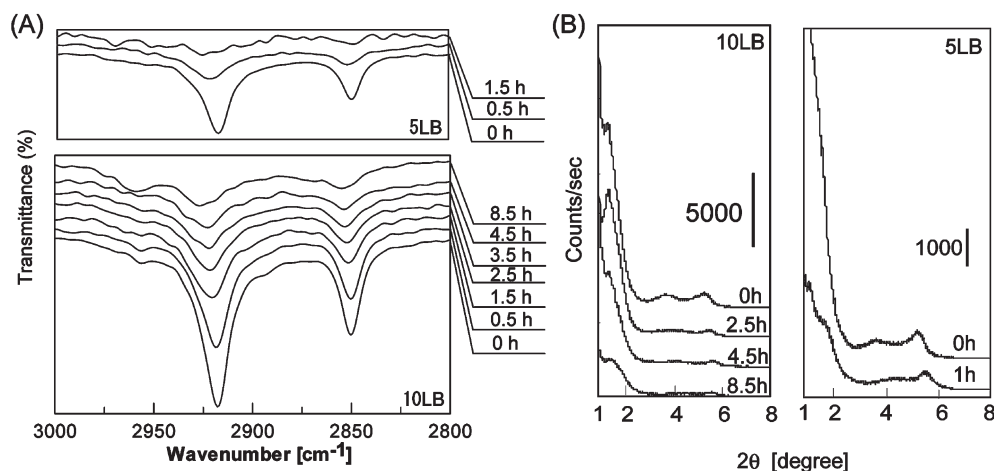 (A)
Transmittance (%)
1.5 h
0.5 h
0 h
5LB
8.5 h
4.5 h
3.5 h
2.5 h
1.5 h
0.5 h
0 h
10LB
3000 2950 2900 2850 2800
Wavenumber [cm-1]
(B)
10LB
5LB
Counts/sec
5000
0h
2.5h
4.5h
8.5h
1000
0h
1h
1 2 4 6 8
1 2 4 6 8
2θ [degree]